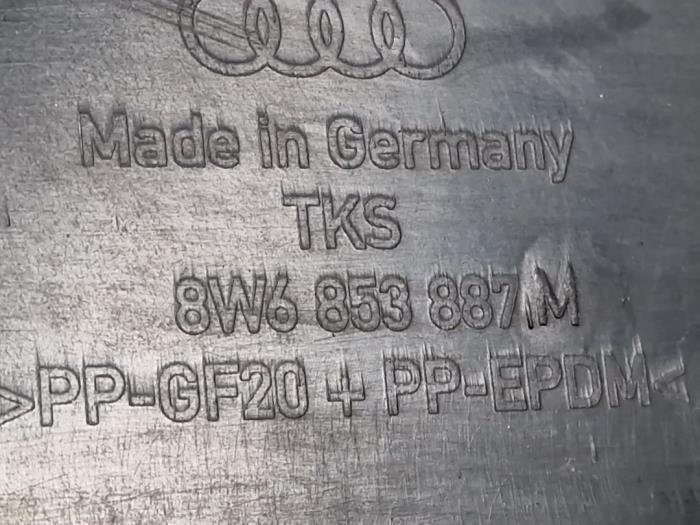 Made in Germany
TKS
8W6 853 887 M
>PP-GF20 + PP-EPDM<